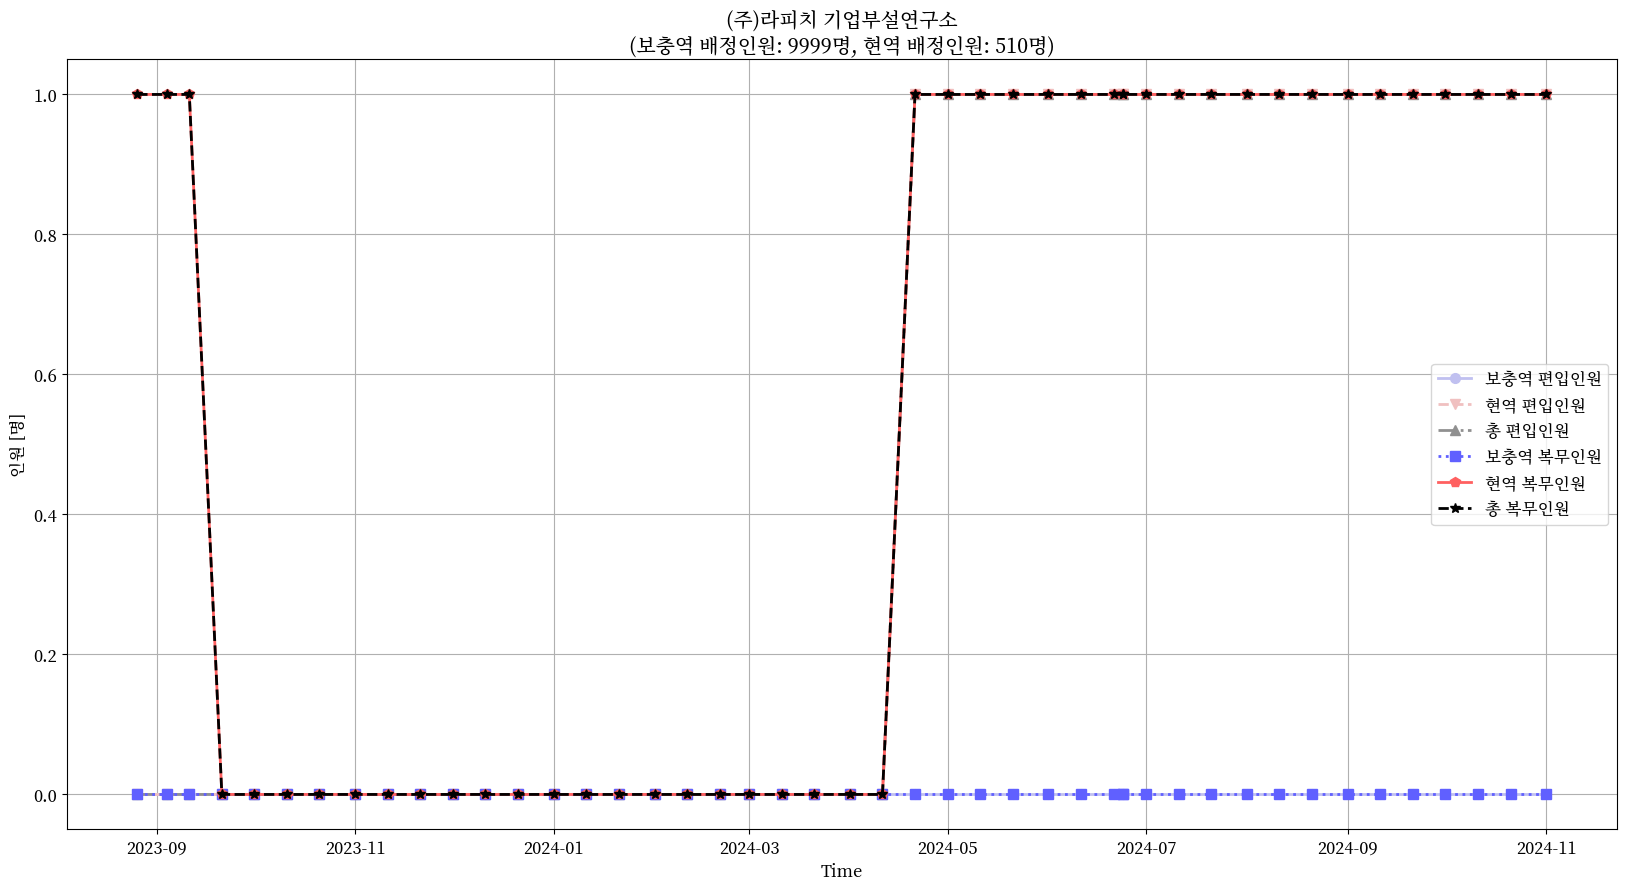 (주)라피치 기업부설연구소
(보충역 배정인원: 9999명, 현역 배정인원: 510명)
인원 [명]
1.0
0.8
0.6
0.4
0.2
0.0
보충역 편입인원
현역 편입인원
총 편입인원
보충역 복무인원
현역 복무인원
총 복무인원
2023-09 2023-11 2024-01 2024-03 2024-05 2024-07 2024-09 2024-11
Time